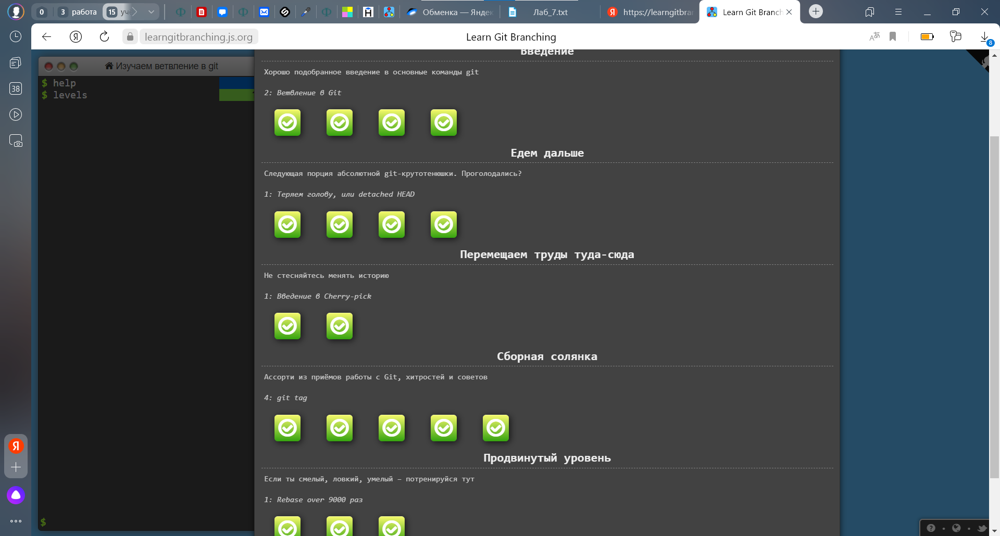 0
3 работа
15 уч
Обменка — Яндек
Лаб_7.txt
https://learngitbra
Learn Git Branch
learngitbranching.js.org
Learn Git Branching
8
38
Изучаем ветвление в git
$ help
$ levels
$
Введение
Хорошо подобранное введение в основные команды git
2: Ветвление в Git
Едем дальше
Следующая порция абсолютной git-крутотенюшки. Проголодались?
1: Теряем голову, или detached HEAD
Перемещаем труды туда-сюда
Не стесняйтесь менять историю
1: Введение в Cherry-pick
Сборная солянка
Ассорти из приёмов работы с Git, хитростей и советов
4: git tag
Продвинутый уровень
Если ты смелый, ловкий, умелый – потренируйся тут
1: Rebase over 9000 раз